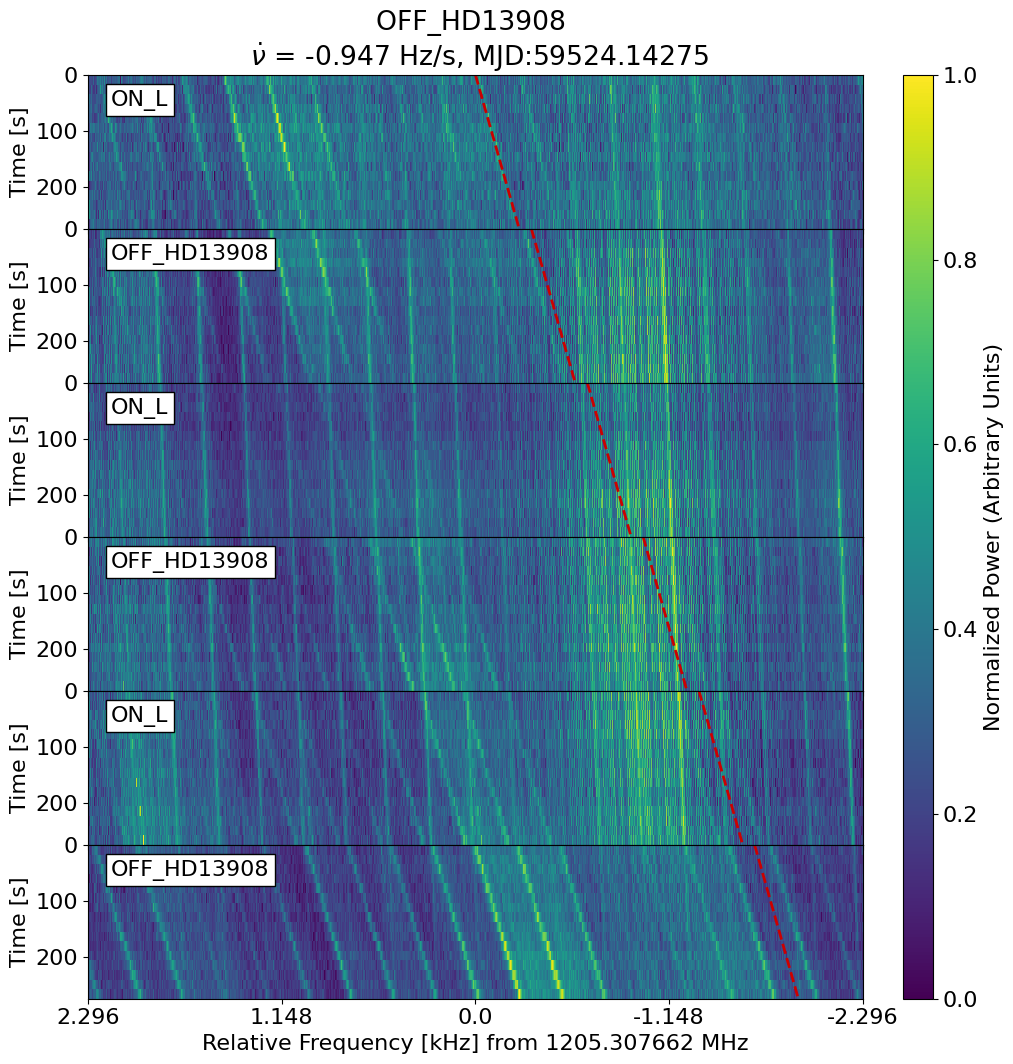 OFF_HD13908
ν̇ = -0.947 Hz/s, MJD:59524.14275
0
ON_L
100
200
Time [s]
0
OFF_HD13908
100
200
Time [s]
0
ON_L
100
200
Time [s]
0
OFF_HD13908
100
200
Time [s]
0
ON_L
100
200
Time [s]
0
OFF_HD13908
100
200
Time [s]
2.296 1.148 0.0 -1.148 -2.296
Relative Frequency [kHz] from 1205.307662 MHz
1.0
0.8
0.6
0.4
0.2
0.0
Normalized Power (Arbitrary Units)